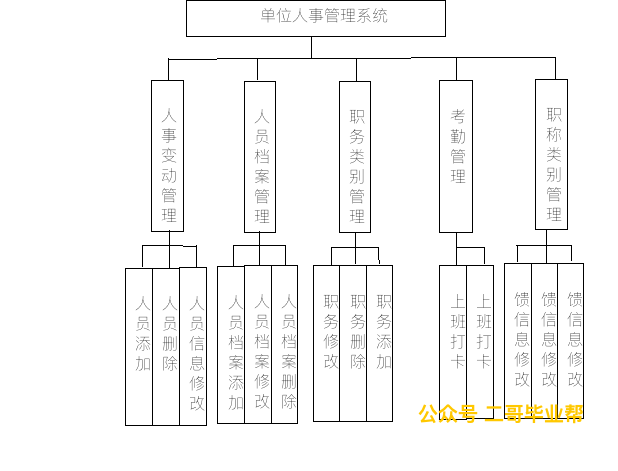 单位人事管理系统
人事变动管理
人员档案管理
职务类别管理
考勤管理
职称类别管理
人员添加
人员删除
人员信息修改
人员档案添加
人员档案修改
人员档案删除
职务修改
职务删除
职务添加
上班打卡
上班打卡
馈信息修改
馈信息修改
馈信息修改
公众号 二哥毕业帮